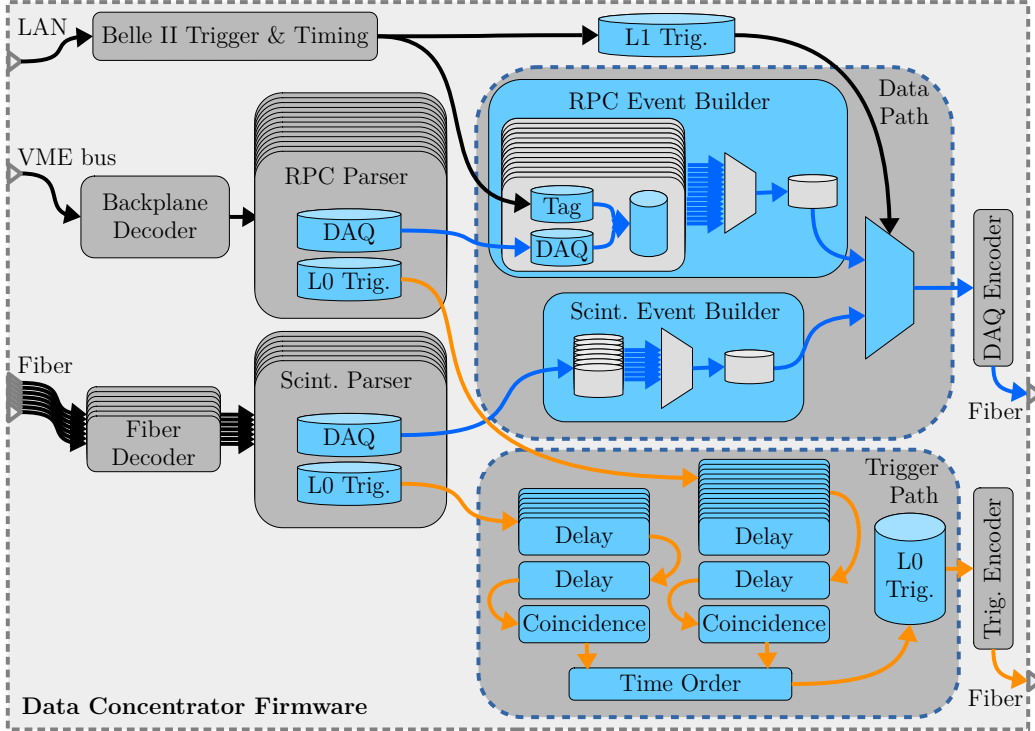 LAN
Belle II Trigger & Timing
L1 Trig.
Data
Path
RPC Event Builder
VME bus
Backplane
Decoder
RPC Parser
DAQ
L0 Trig.
Tag
DAQ
DAQ Encoder
Fiber
Scint. Event Builder
Fiber
Fiber
Decoder
Scint. Parser
DAQ
L0 Trig.
Trigger
Path
Delay
Delay
Delay
Delay
Coincidence
Coincidence
Time Order
L0
Trig.
Trig. Encoder
Fiber
Data Concentrator Firmware